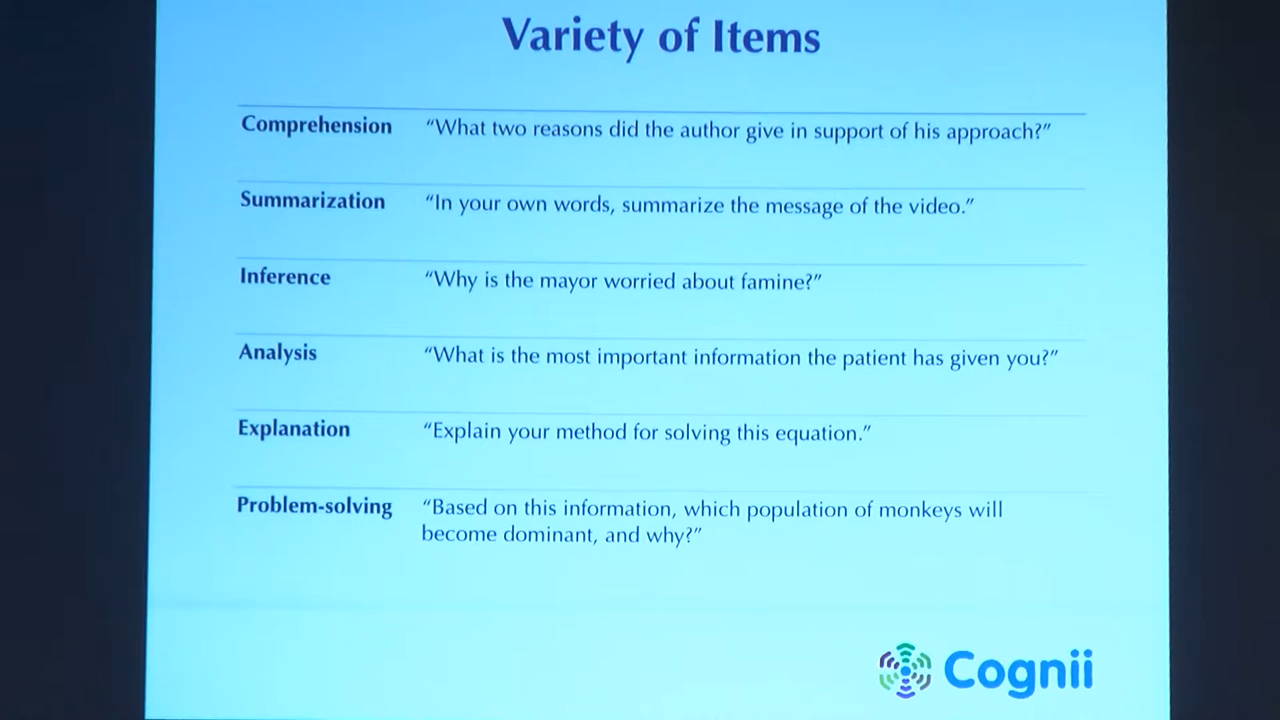 Variety of Items
Comprehension “What two reasons did the author give in support of his approach?”
Summarization “In your own words, summarize the message of the video.”
Inference “Why is the mayor worried about famine?”
Analysis “What is the most important information the patient has given you?”
Explanation “Explain your method for solving this equation.”
Problem-solving “Based on this information, which population of monkeys will
become dominant, and why?”
Cognii